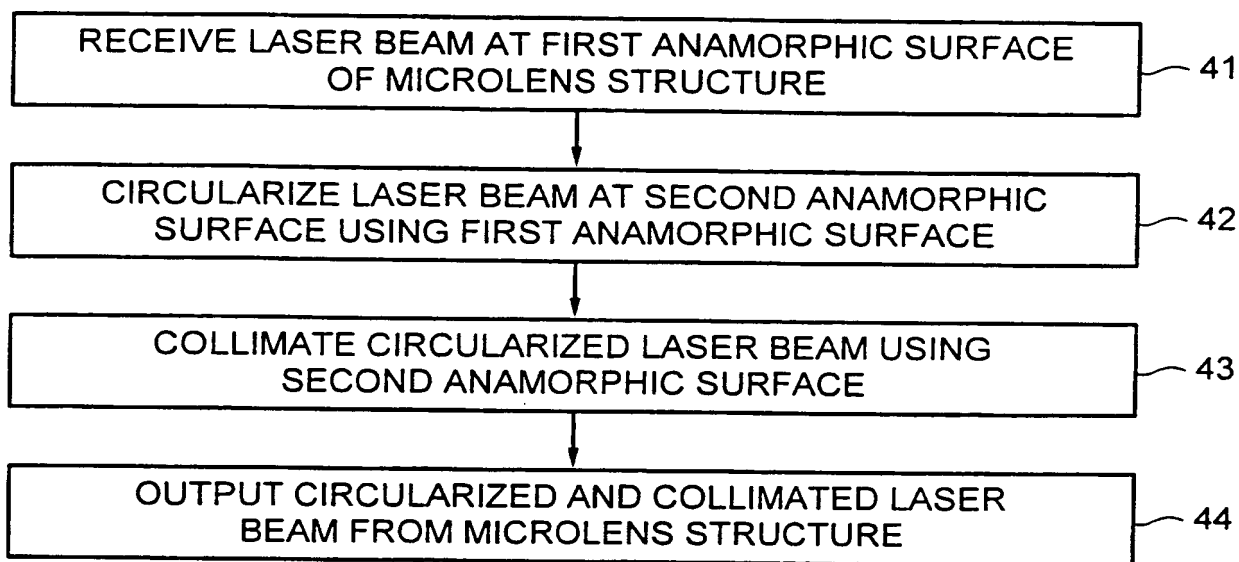 RECEIVE LASER BEAM AT FIRST ANAMORPHIC SURFACE
OF MICROLENS STRUCTURE
41
CIRCULARIZE LASER BEAM AT SECOND ANAMORPHIC
SURFACE USING FIRST ANAMORPHIC SURFACE
42
COLLIMATE CIRCULARIZED LASER BEAM USING
SECOND ANAMORPHIC SURFACE
43
OUTPUT CIRCULARIZED AND COLLIMATED LASER
BEAM FROM MICROLENS STRUCTURE
44